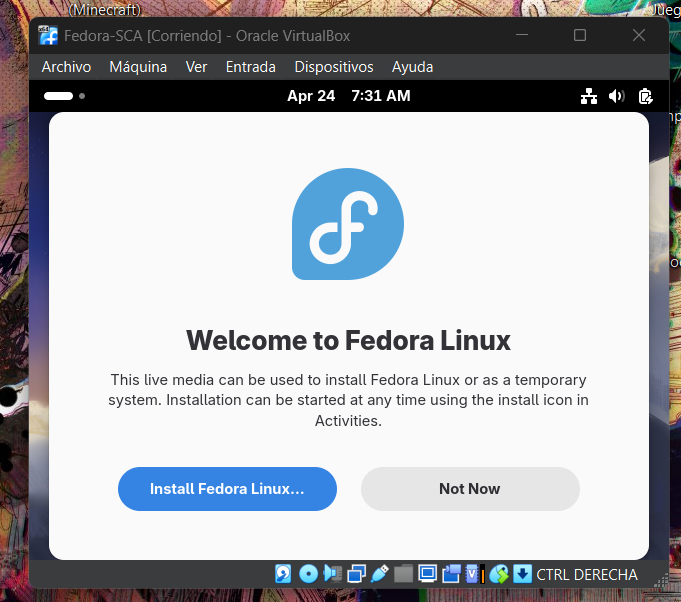 (Minecraft)
Jueg
Fedora-SCA [Corriendo] - Oracle VirtualBox
Archivo Máquina Ver Entrada Dispositivos Ayuda
Apr 24 7:31 AM
Welcome to Fedora Linux
This live media can be used to install Fedora Linux or as a temporary
system. Installation can be started at any time using the install icon in
Activities.
Install Fedora Linux...
Not Now
CTRL DERECHA